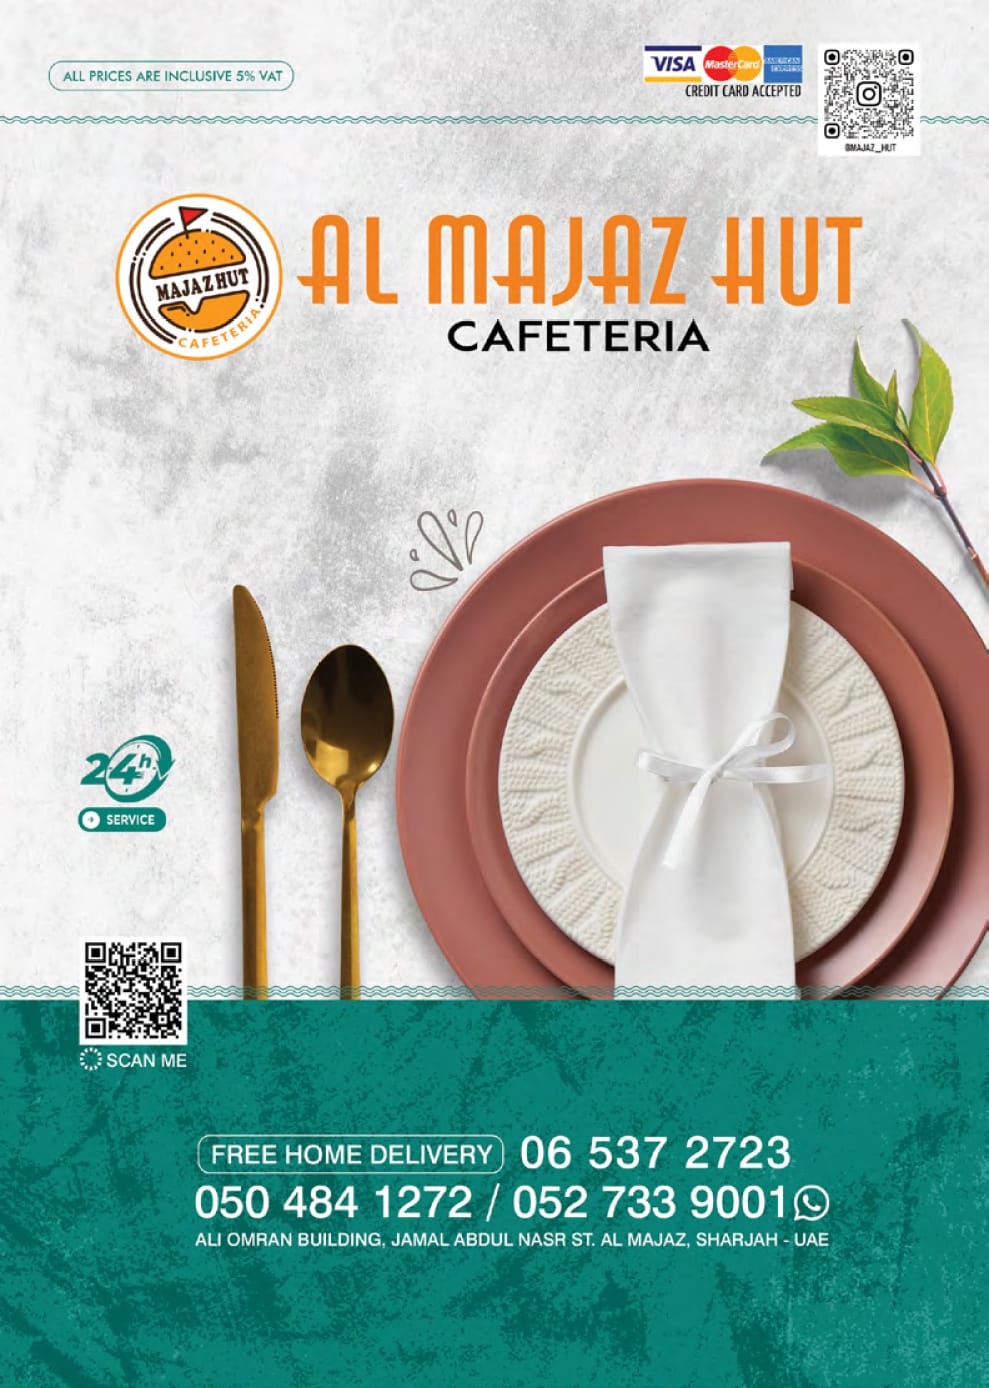 ALL PRICES ARE INCLUSIVE 5% VAT
VISA MasterCard AMERICAN EXPRESS
CREDIT CARD ACCEPTED
@MAJAZ_HUT
MAJAZ HUT
CAFETERIA
AL MAJAZ HUT
CAFETERIA
24h
SERVICE
SCAN ME
FREE HOME DELIVERY 06 537 2723
050 484 1272 / 052 733 9001
ALI OMRAN BUILDING, JAMAL ABDUL NASR ST. AL MAJAZ, SHARJAH - UAE